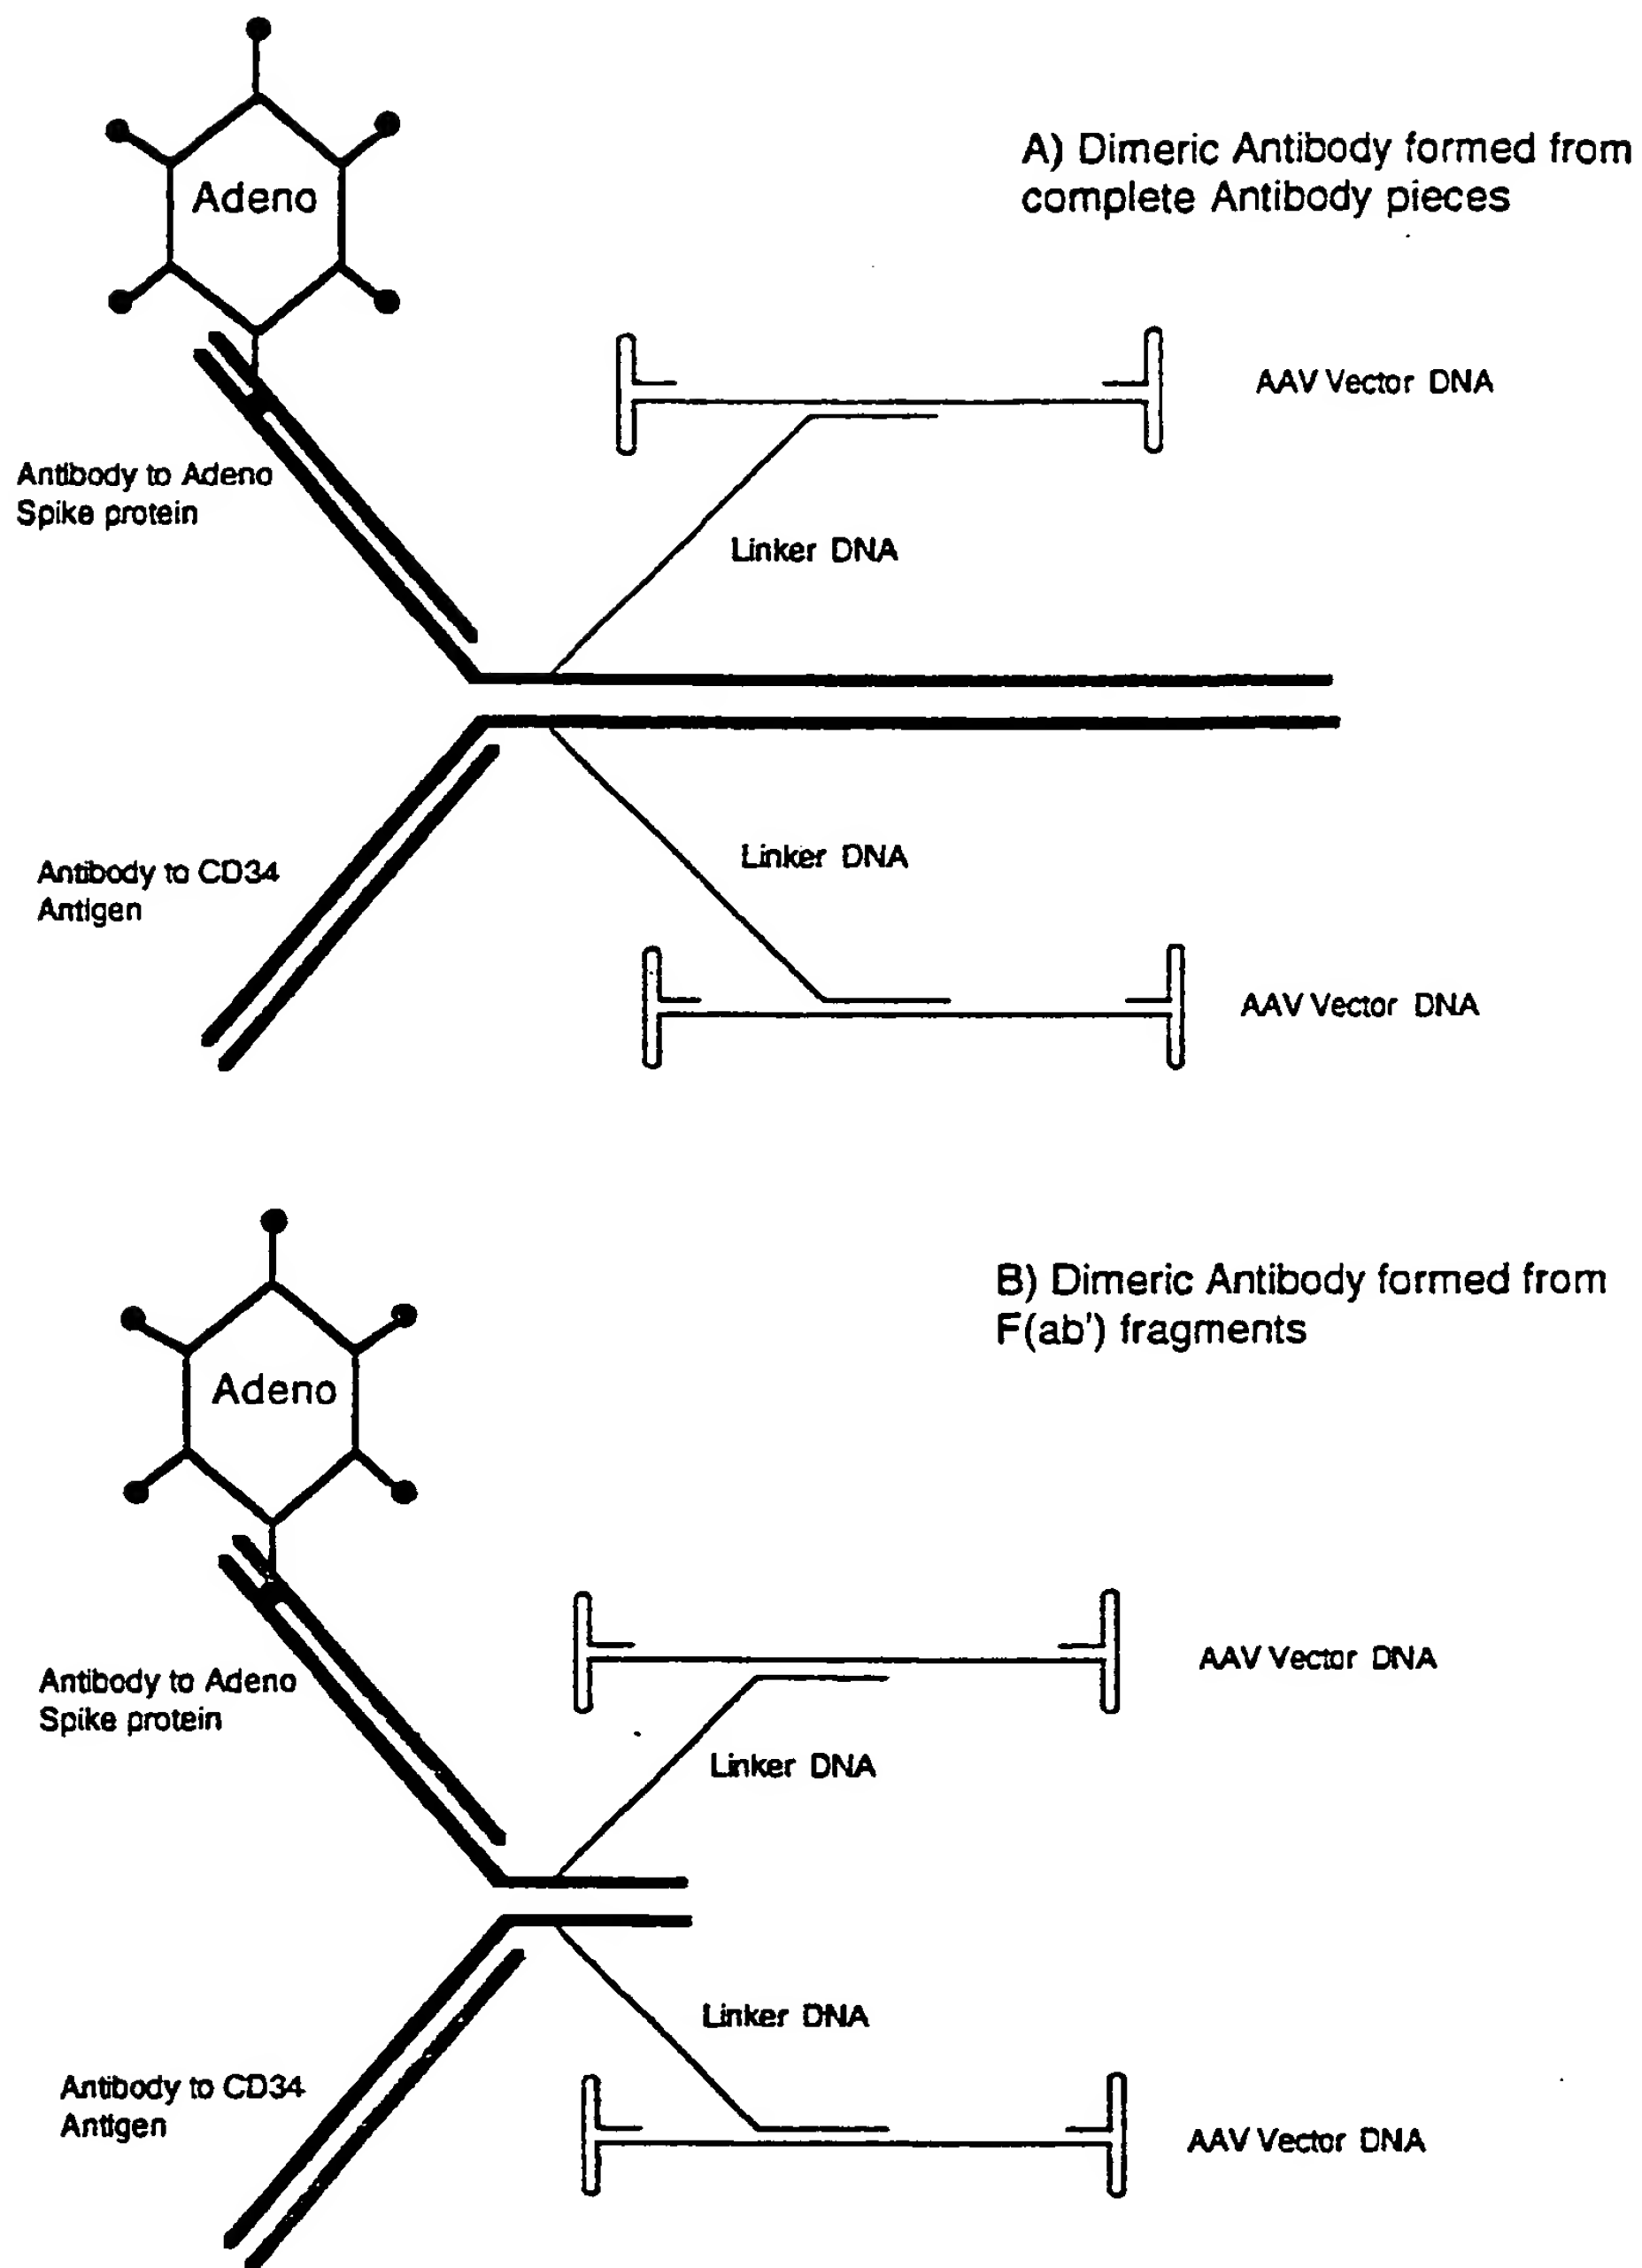 Adeno
A) Dimeric Antibody formed from
complete Antibody pieces
AAV Vector DNA
Antibody to Adeno
Spike protein
Linker DNA
Linker DNA
Antibody to CD34
Antigen
AAV Vector DNA
B) Dimeric Antibody formed from
F(ab') fragments
Adeno
AAV Vector DNA
Antibody to Adeno
Spike protein
Linker DNA
Linker DNA
Antibody to CD34
Antigen
AAV Vector DNA